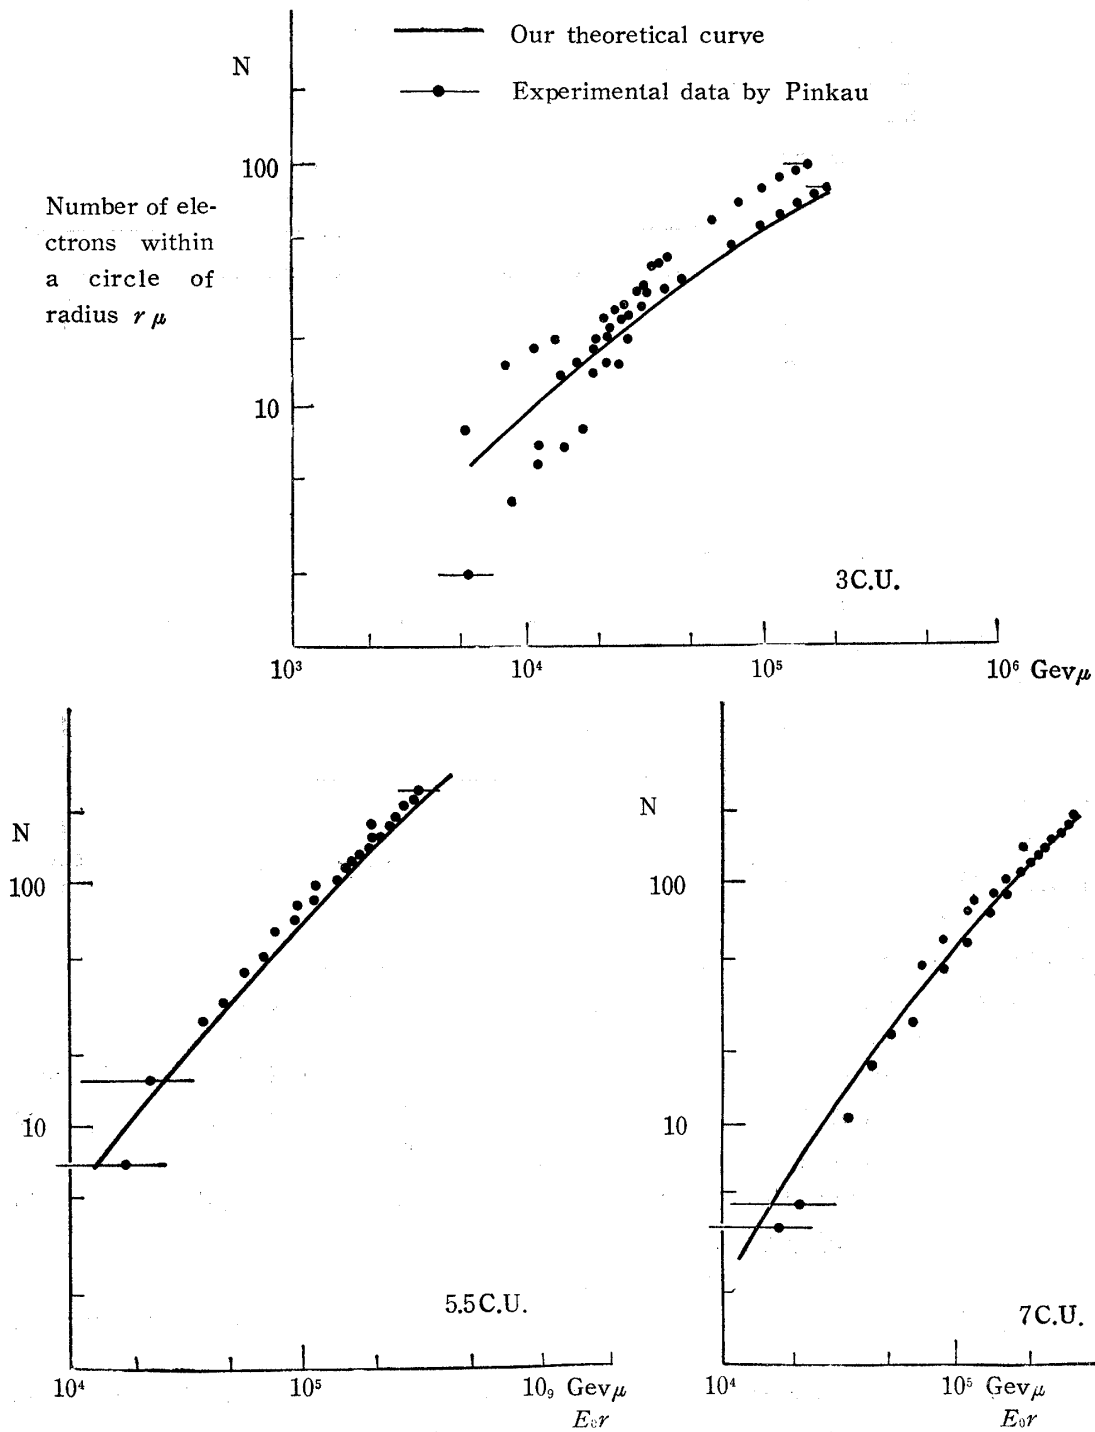 Our theoretical curve
N
Experimental data by Pinkau
100
Number of ele-
ctrons within
a circle of
radius r μ
10
3C.U.
10³ 10⁴ 10⁵ 10⁶ Gevμ
N
100
10
5.5C.U.
10⁴ 10⁵ 10₉ Gevμ
E₀r
N
100
10
7C.U.
10⁴ 10⁵ Gevμ
E₀r